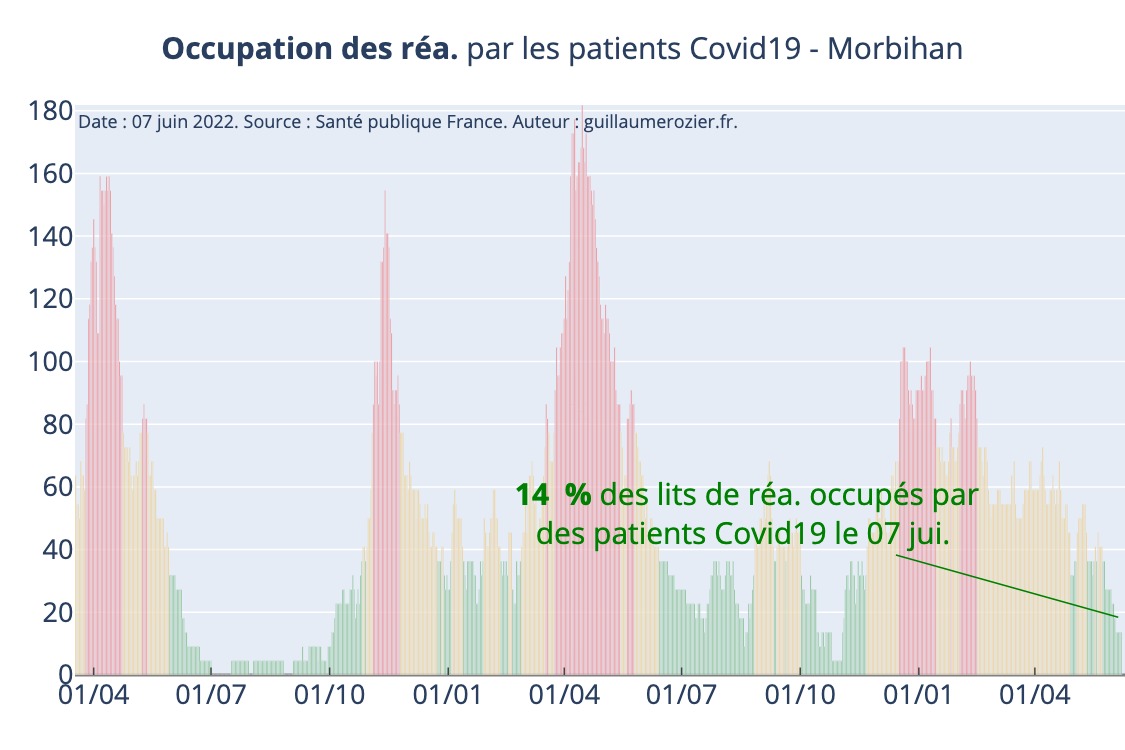 Occupation des réa. par les patients Covid19 - Morbihan
180
Date : 07 juin 2022. Source : Santé publique France. Auteur : guillaumerozier.fr.
160
140
120
100
80
60
14 % des lits de réa. occupés par
des patients Covid19 le 07 jui.
40
20
0
01/04 01/07 01/10 01/01 01/04 01/07 01/10 01/01 01/04